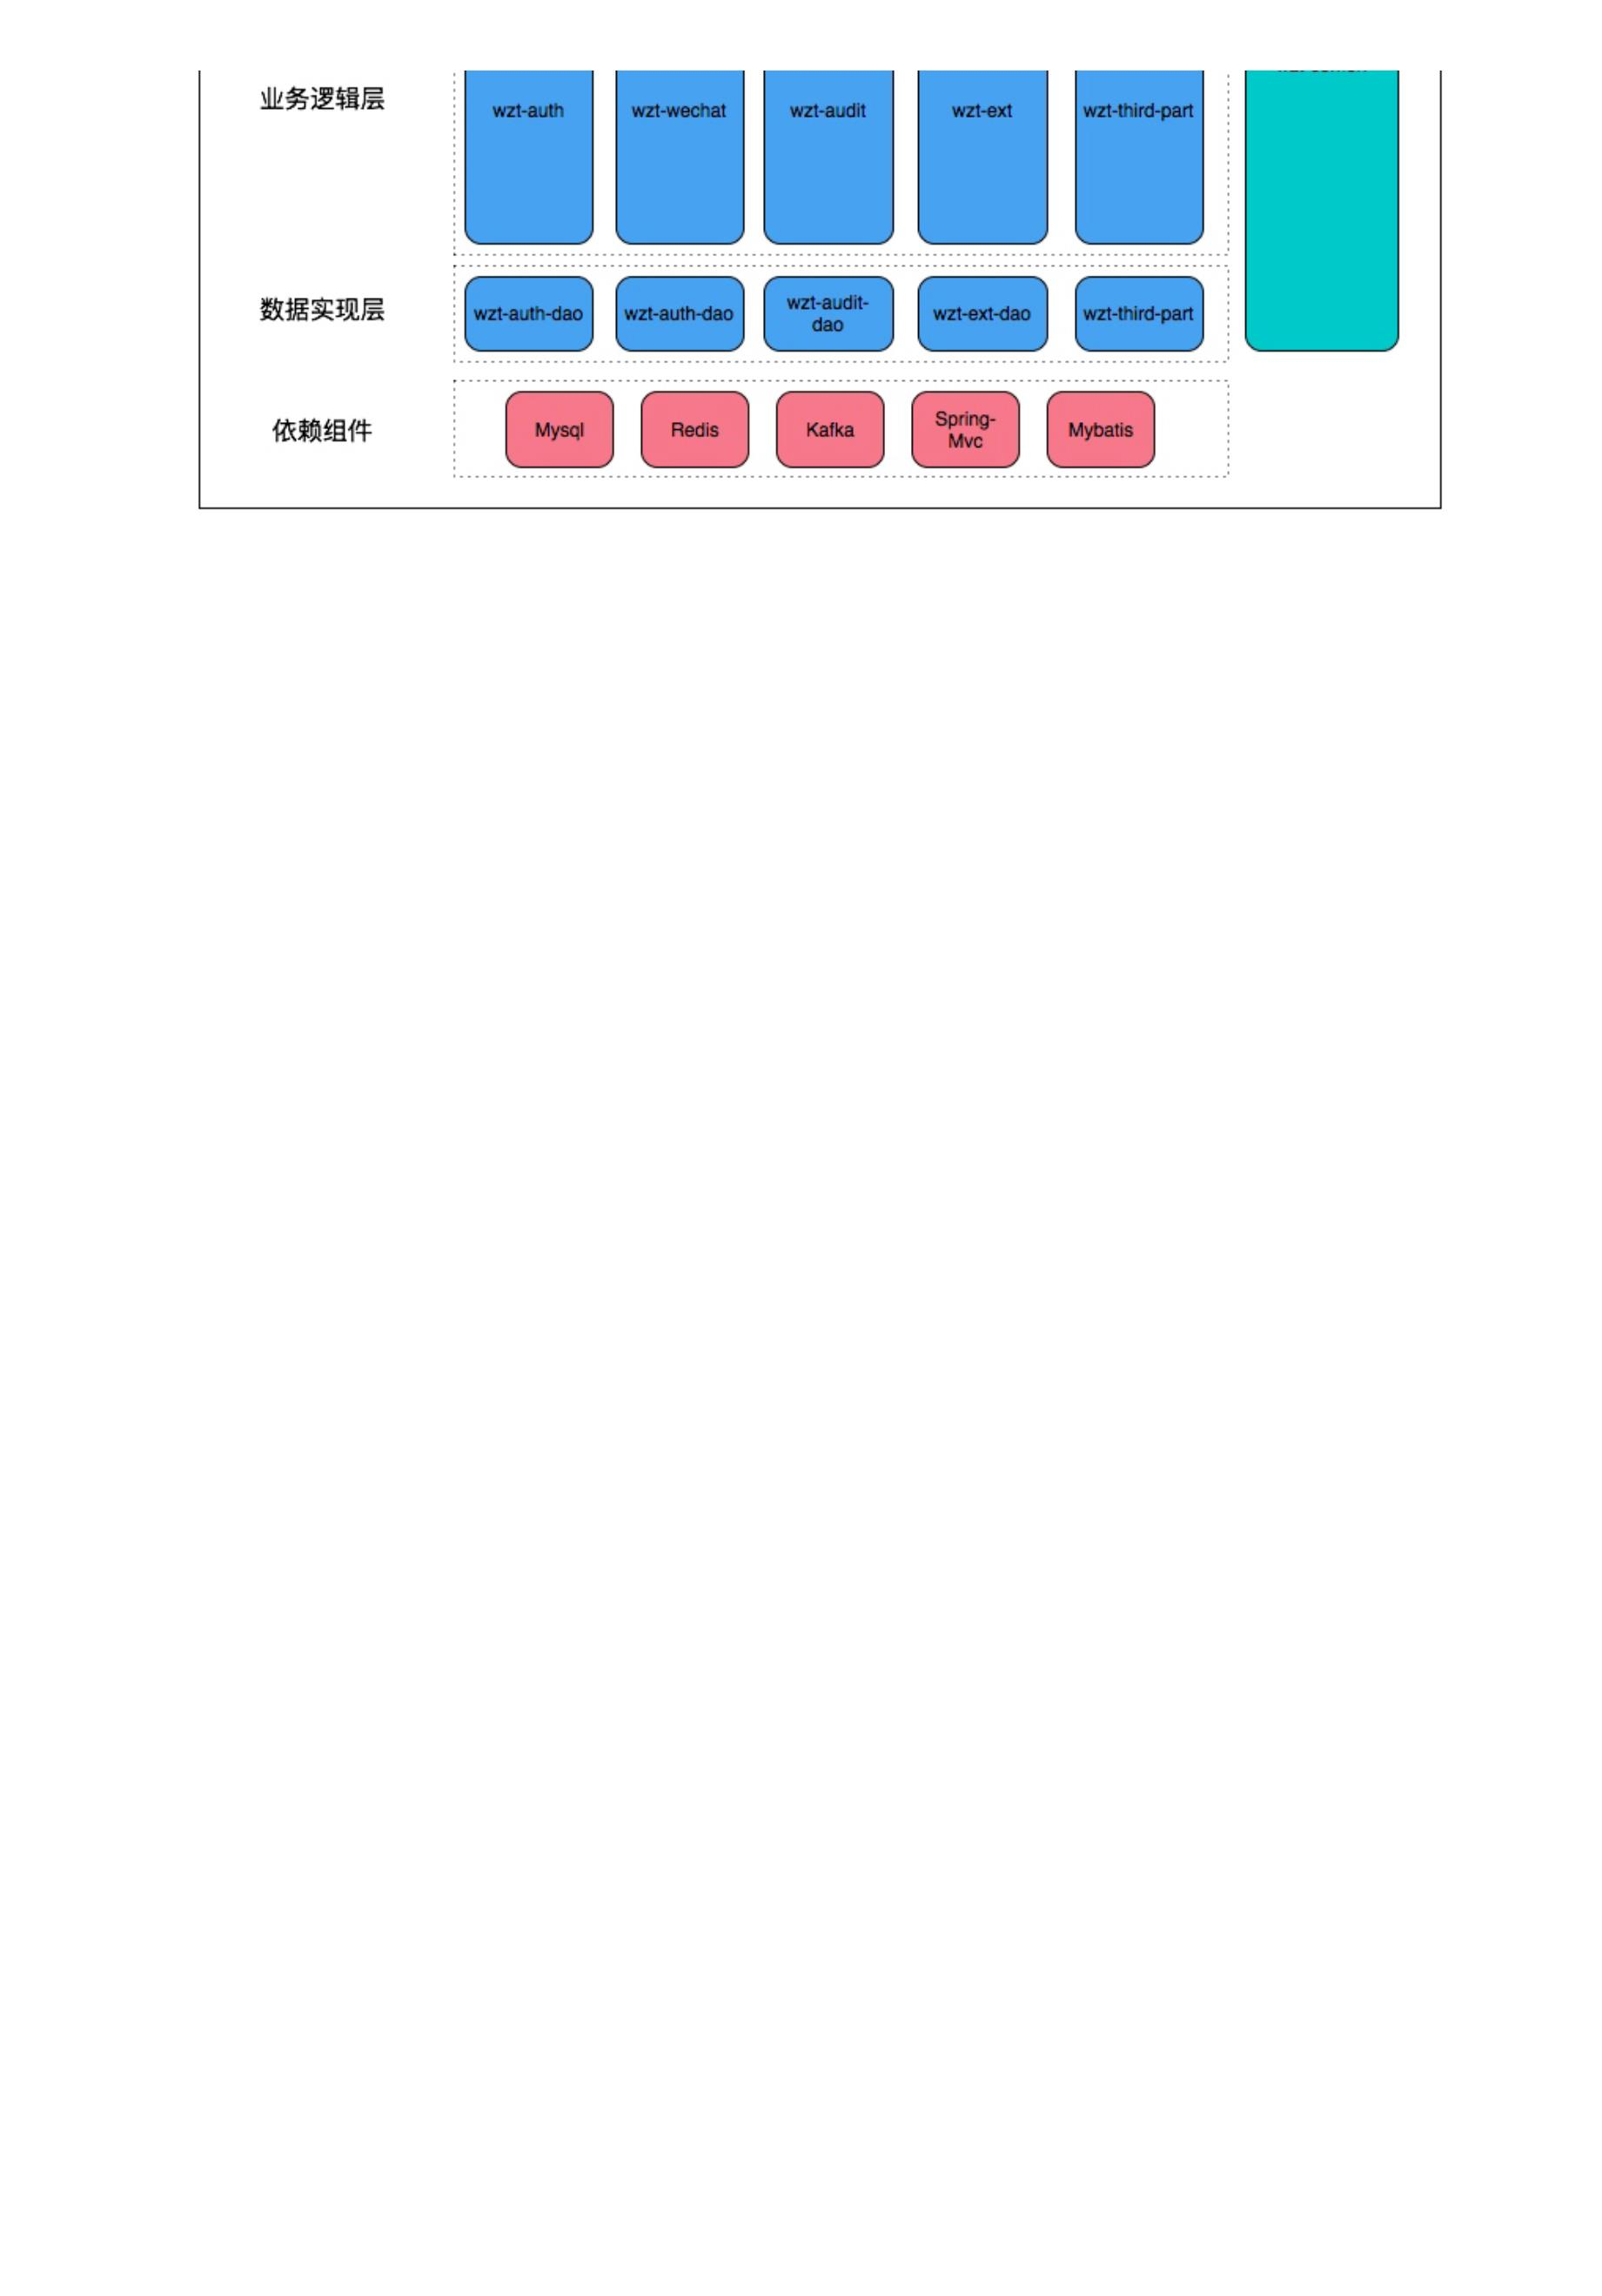 业务逻辑层
wzt-auth
wzt-wechat
wzt-audit
wzt-ext
wzt-third-part
数据实现层
wzt-auth-dao
wzt-auth-dao
wzt-audit-
dao
wzt-ext-dao
wzt-third-part
依赖组件
Mysql
Redis
Kafka
Spring-
Mvc
Mybatis